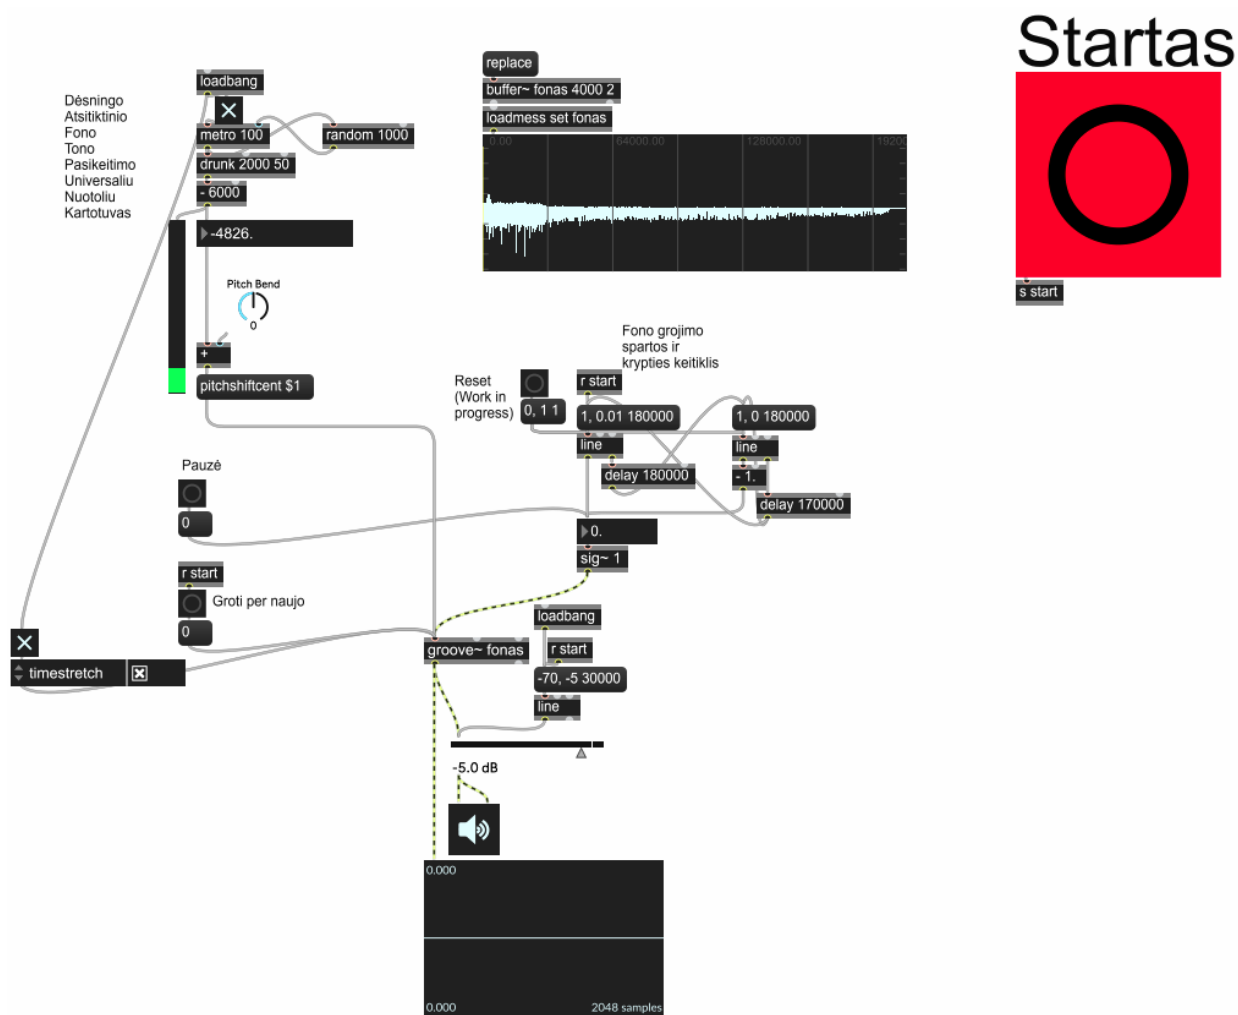 Startas
replace
loadbang
buffer~ fonas 4000 2
Dėsningo
Atsitiktinio
Fono
Tono
Pasikeitimo
Universaliu
Nuotoliu
Kartotuvas
loadmess set fonas
metro 100
random 1000
0.00
64000.00
128000.00
19200
drunk 2000 50
- 6000
-4826.
Pitch Bend
0
s start
+
pitchshiftcent $1
Fono grojimo
spartos ir
krypties keitiklis
Reset
(Work in
progress)
r start
0, 1 1
1, 0.01 180000
1, 0 180000
line
line
delay 180000
- 1.
delay 170000
Pauzė
0
0.
sig~ 1
r start
Groti per naujo
0
loadbang
groove~ fonas
r start
timestretch
-70, -5 30000
line
-5.0 dB
0.000
0.000
2048 samples